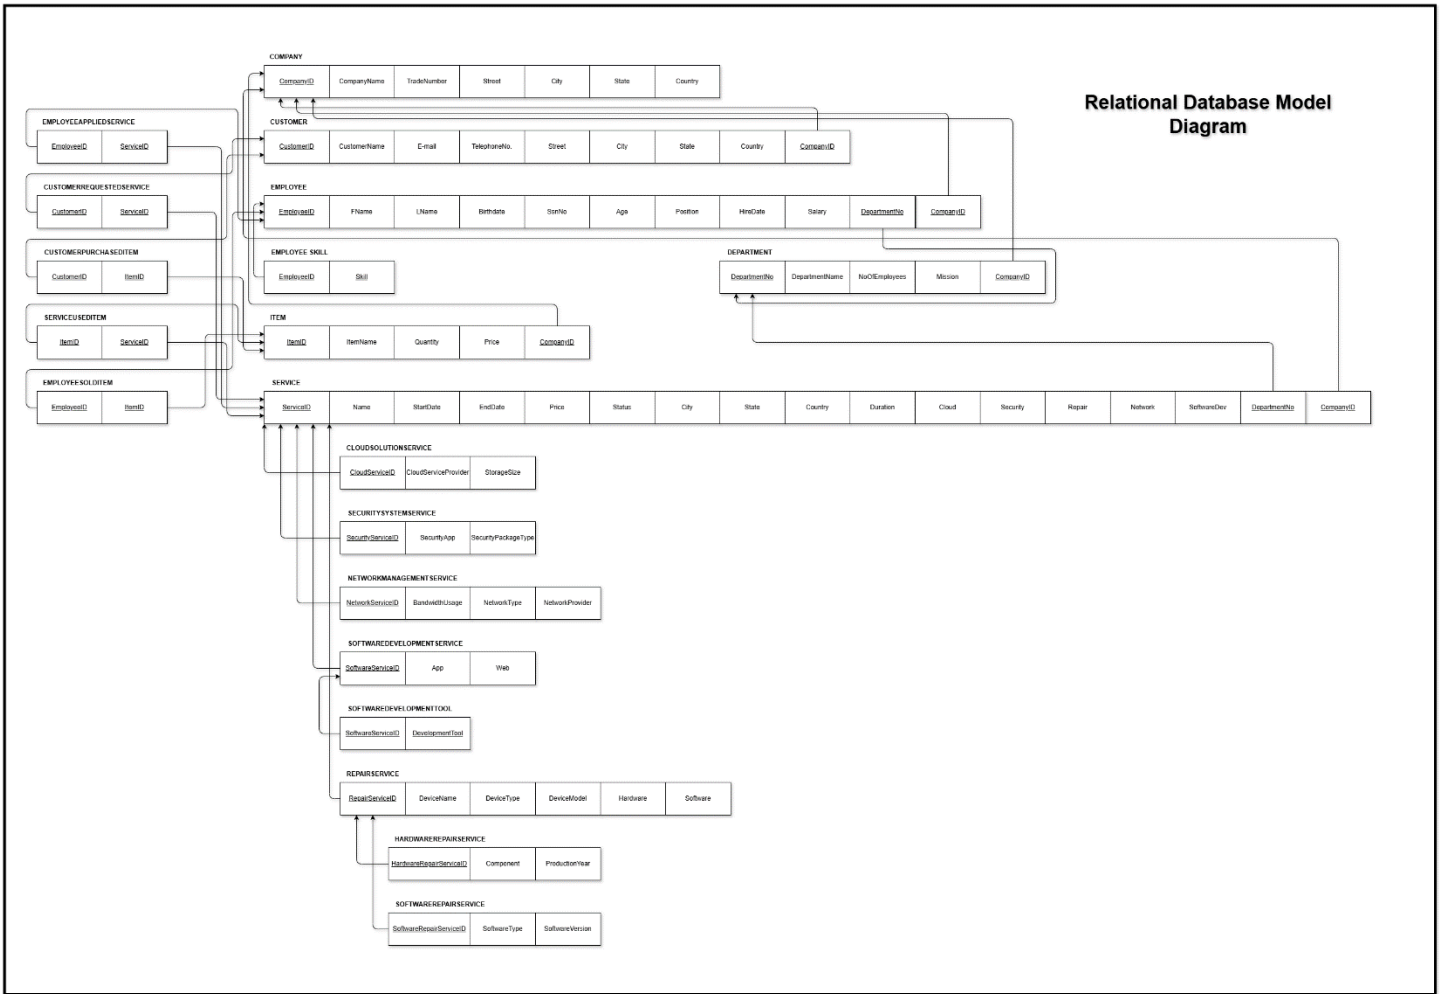 Relational Database Model
Diagram
COMPANY
CompanyID CompanyName TradeNumber Street City State Country
EMPLOYEEAPPLIEDSERVICE
EmployeeID ServiceID
CUSTOMER
CustomerID CustomerName E-mail TelephoneNo. Street City State Country CompanyID
CUSTOMERREQUESTEDSERVICE
CustomerID ServiceID
EMPLOYEE
EmployeeID FName LName Birthdate SsnNo Age Position HireDate Salary DepartmentNo CompanyID
CUSTOMERPURCHASEDITEM
CustomerID ItemID
EMPLOYEE SKILL
EmployeeID Skill
DEPARTMENT
DepartmentNo DepartmentName NoOfEmployees Mission CompanyID
SERVICEUSEDITEM
ItemID ServiceID
ITEM
ItemID ItemName Quantity Price CompanyID
EMPLOYEESOLDITEM
EmployeeID ItemID
SERVICE
ServiceID Name StartDate EndDate Price Status City State Country Duration Cloud Security Repair Network SoftwareDev DepartmentNo CompanyID
CLOUDSOLUTIONSERVICE
CloudServiceID CloudServiceProvider StorageSize
SECURITYSYSTEMSERVICE
SecurityServiceID SecurityApp SecurityPackageType
NETWORKMANAGEMENTSERVICE
NetworkServiceID BandwidthUsage NetworkType NetworkProvider
SOFTWAREDEVELOPMENTSERVICE
SoftwareServiceID App Web
SOFTWAREDEVELOPMENTTOOL
SoftwareServiceID DevelopmentTool
REPAIRSERVICE
RepairServiceID DeviceName DeviceType DeviceModel Hardware Software
HARDWAREREPAIRSERVICE
HardwareRepairServiceID Component ProductionYear
SOFTWAREREPAIRSERVICE
SoftwareRepairServiceID SoftwareType SoftwareVersion